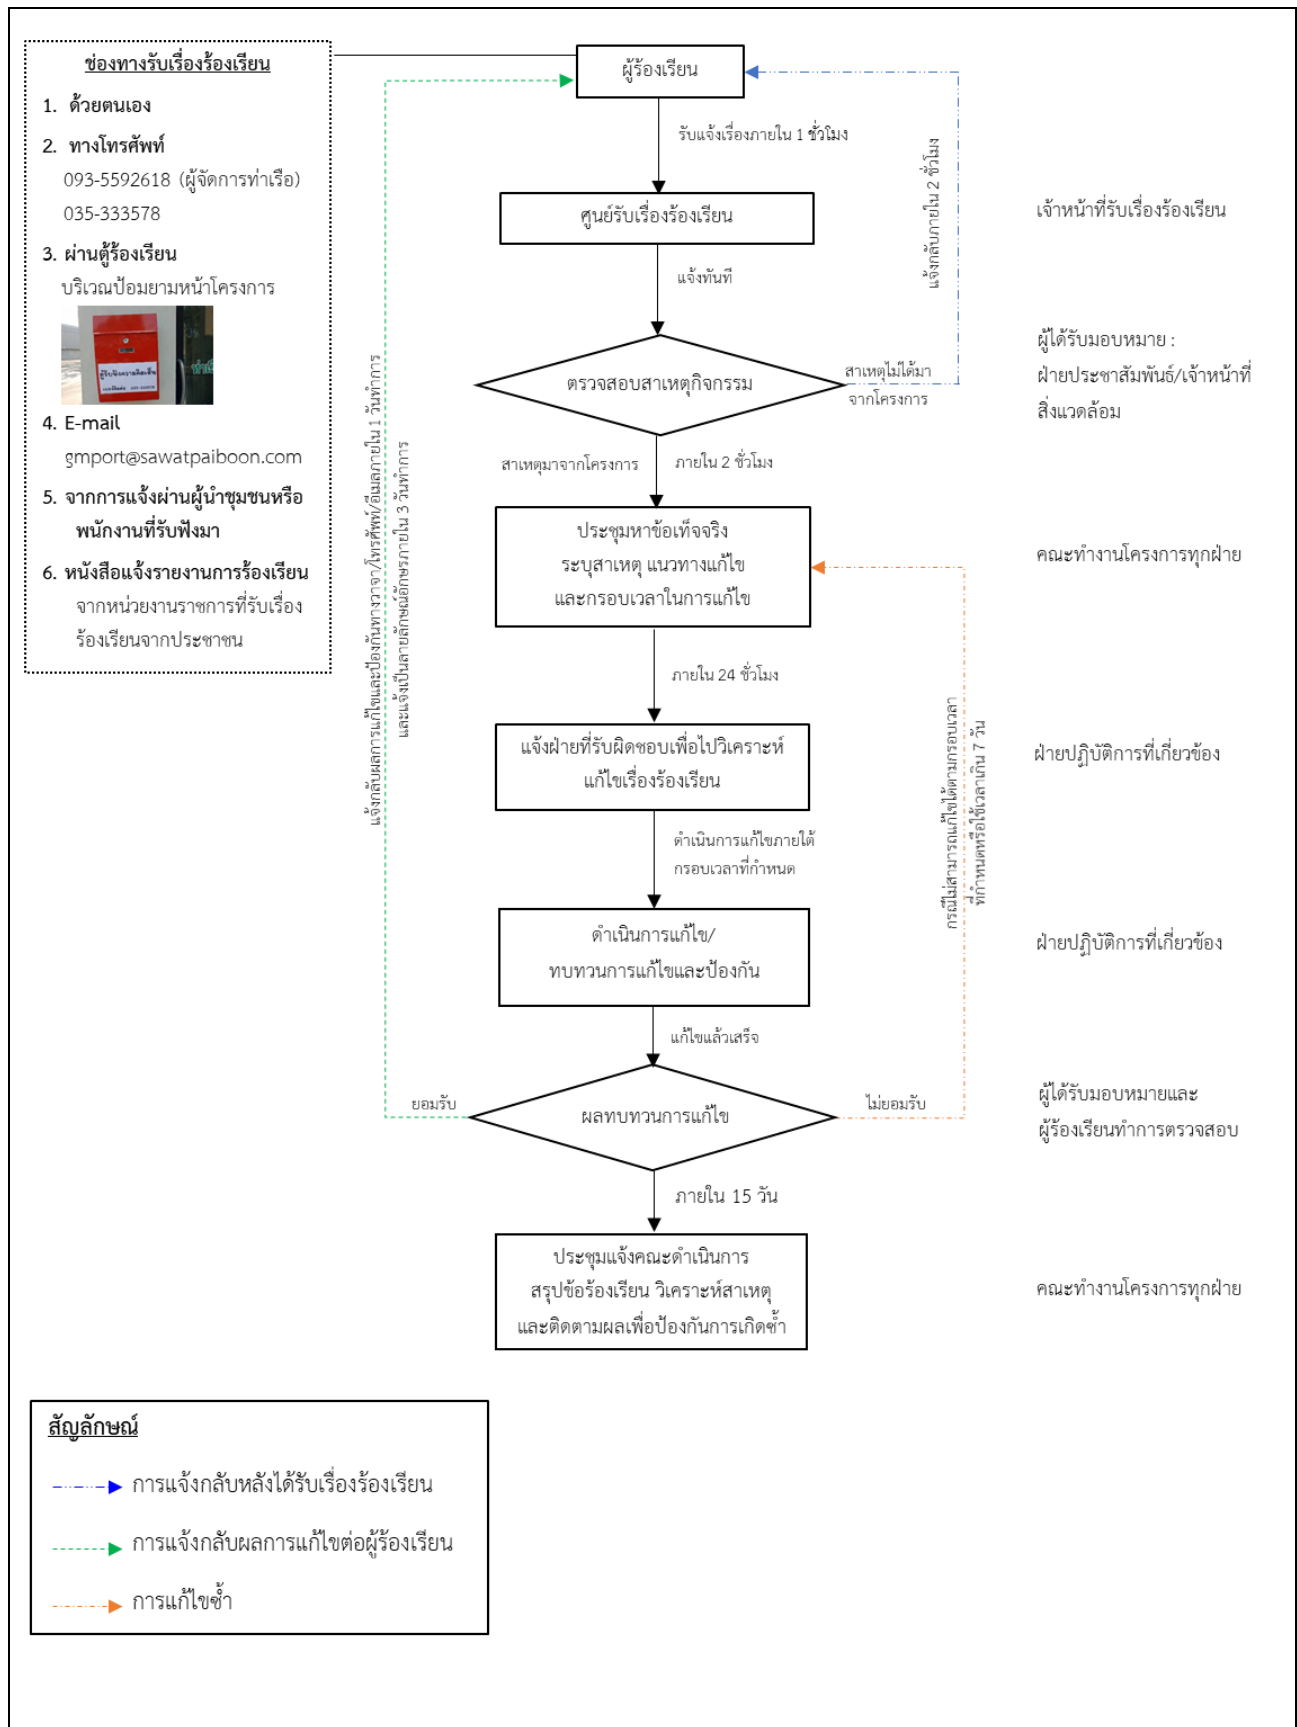 ช่องทางรับเรื่องร้องเรียน
1. ด้วยตนเอง
2. ทางโทรศัพท์
093-5592618 (ผู้จัดการท่าเรือ)
035-333578
3. ผ่านตู้ร้องเรียน
บริเวณป้อมยามหน้าโครงการ
ตู้รับฟังความคิดเห็น
4. E-mail
gmport@sawatpaiboon.com
5. จากการแจ้งผ่านผู้นำชุมชนหรือ
พนักงานที่รับฟังมา
6. หนังสือแจ้งรายงานการร้องเรียน
จากหน่วยงานราชการที่รับเรื่อง
ร้องเรียนจากประชาชน
ผู้ร้องเรียน
รับแจ้งเรื่องภายใน 1 ชั่วโมง
ศูนย์รับเรื่องร้องเรียน
เจ้าหน้าที่รับเรื่องร้องเรียน
แจ้งทันที
แจ้งกลับภายใน 2 ชั่วโมง
ตรวจสอบสาเหตุกิจกรรม
สาเหตุไม่ได้มา
จากโครงการ
ผู้ได้รับมอบหมาย :
ฝ่ายประชาสัมพันธ์/เจ้าหน้าที่
สิ่งแวดล้อม
สาเหตุมาจากโครงการ
ภายใน 2 ชั่วโมง
ประชุมหาข้อเท็จจริง
ระบุสาเหตุ แนวทางแก้ไข
และกรอบเวลาในการแก้ไข
คณะทำงานโครงการทุกฝ่าย
แจ้งกลับผลการแก้ไขและป้องกันทางวาจา/โทรศัพท์/อีเมลภายใน 1 วันทำการ
และแจ้งเป็นลายลักษณ์อักษรภายใน 3 วันทำการ
ภายใน 24 ชั่วโมง
แจ้งฝ่ายที่รับผิดชอบเพื่อไปวิเคราะห์
แก้ไขเรื่องร้องเรียน
ฝ่ายปฏิบัติการที่เกี่ยวข้อง
กรณีไม่สามารถแก้ไขได้ตามกรอบเวลา
ที่กำหนดหรือใช้เวลาเกิน 7 วัน
ดำเนินการแก้ไขภายใต้
กรอบเวลาที่กำหนด
ดำเนินการแก้ไข/
ทบทวนการแก้ไขและป้องกัน
ฝ่ายปฏิบัติการที่เกี่ยวข้อง
แก้ไขแล้วเสร็จ
ยอมรับ
ผลทบทวนการแก้ไข
ไม่ยอมรับ
ผู้ได้รับมอบหมายและ
ผู้ร้องเรียนทำการตรวจสอบ
ภายใน 15 วัน
ประชุมแจ้งคณะดำเนินการ
สรุปข้อร้องเรียน วิเคราะห์สาเหตุ
และติดตามผลเพื่อป้องกันการเกิดซ้ำ
คณะทำงานโครงการทุกฝ่าย
สัญลักษณ์
การแจ้งกลับหลังได้รับเรื่องร้องเรียน
การแจ้งกลับผลการแก้ไขต่อผู้ร้องเรียน
การแก้ไขซ้ำ